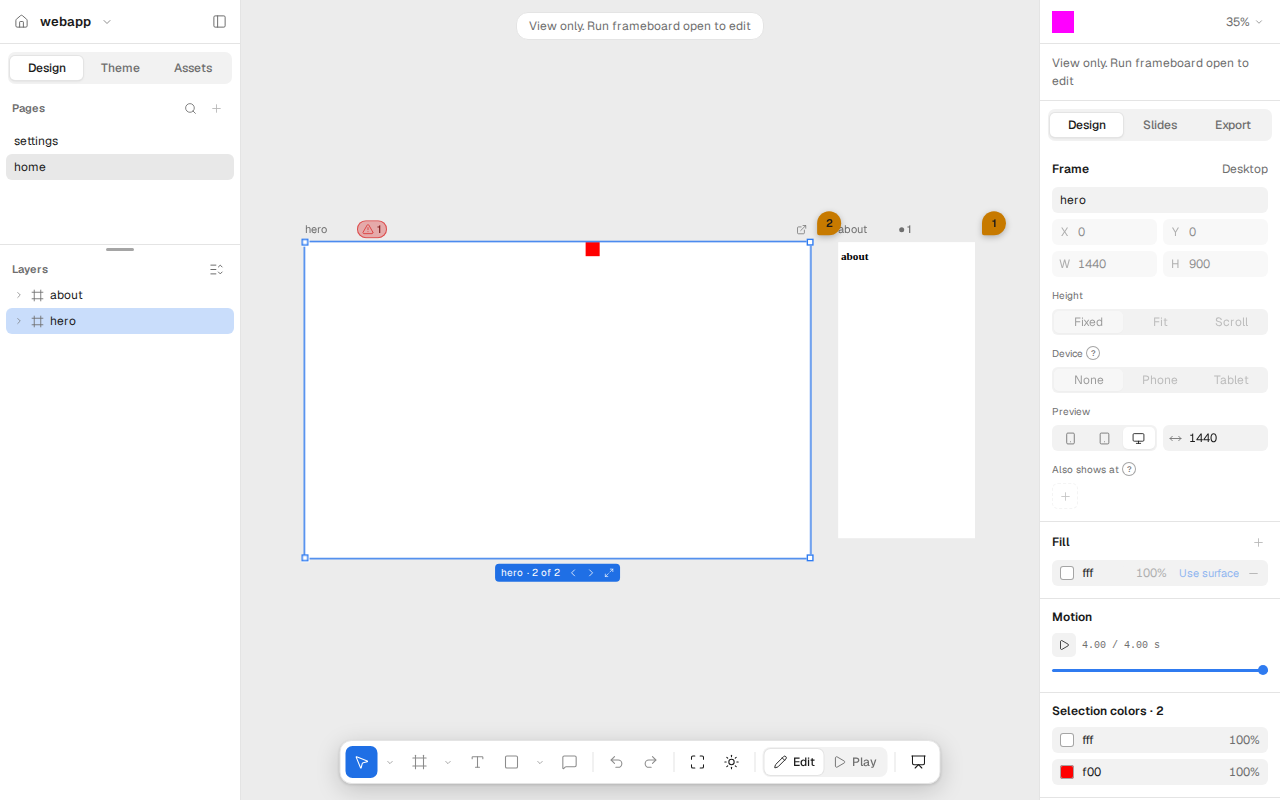 webapp
Design
Theme
Assets
Pages
settings
home
Layers
about
hero
View only. Run frameboard open to edit
hero
1
2
about
1
1
about
hero · 2 of 2
Edit
Play
35%
View only. Run frameboard open to
edit
Design
Slides
Export
Frame
Desktop
hero
X 0
Y 0
W 1440
H 900
Height
Fixed
Fit
Scroll
Device ?
None
Phone
Tablet
Preview
1440
Also shows at ?
Fill
fff
100%
Use surface
Motion
4.00 / 4.00 s
Selection colors · 2
fff
100%
f00
100%